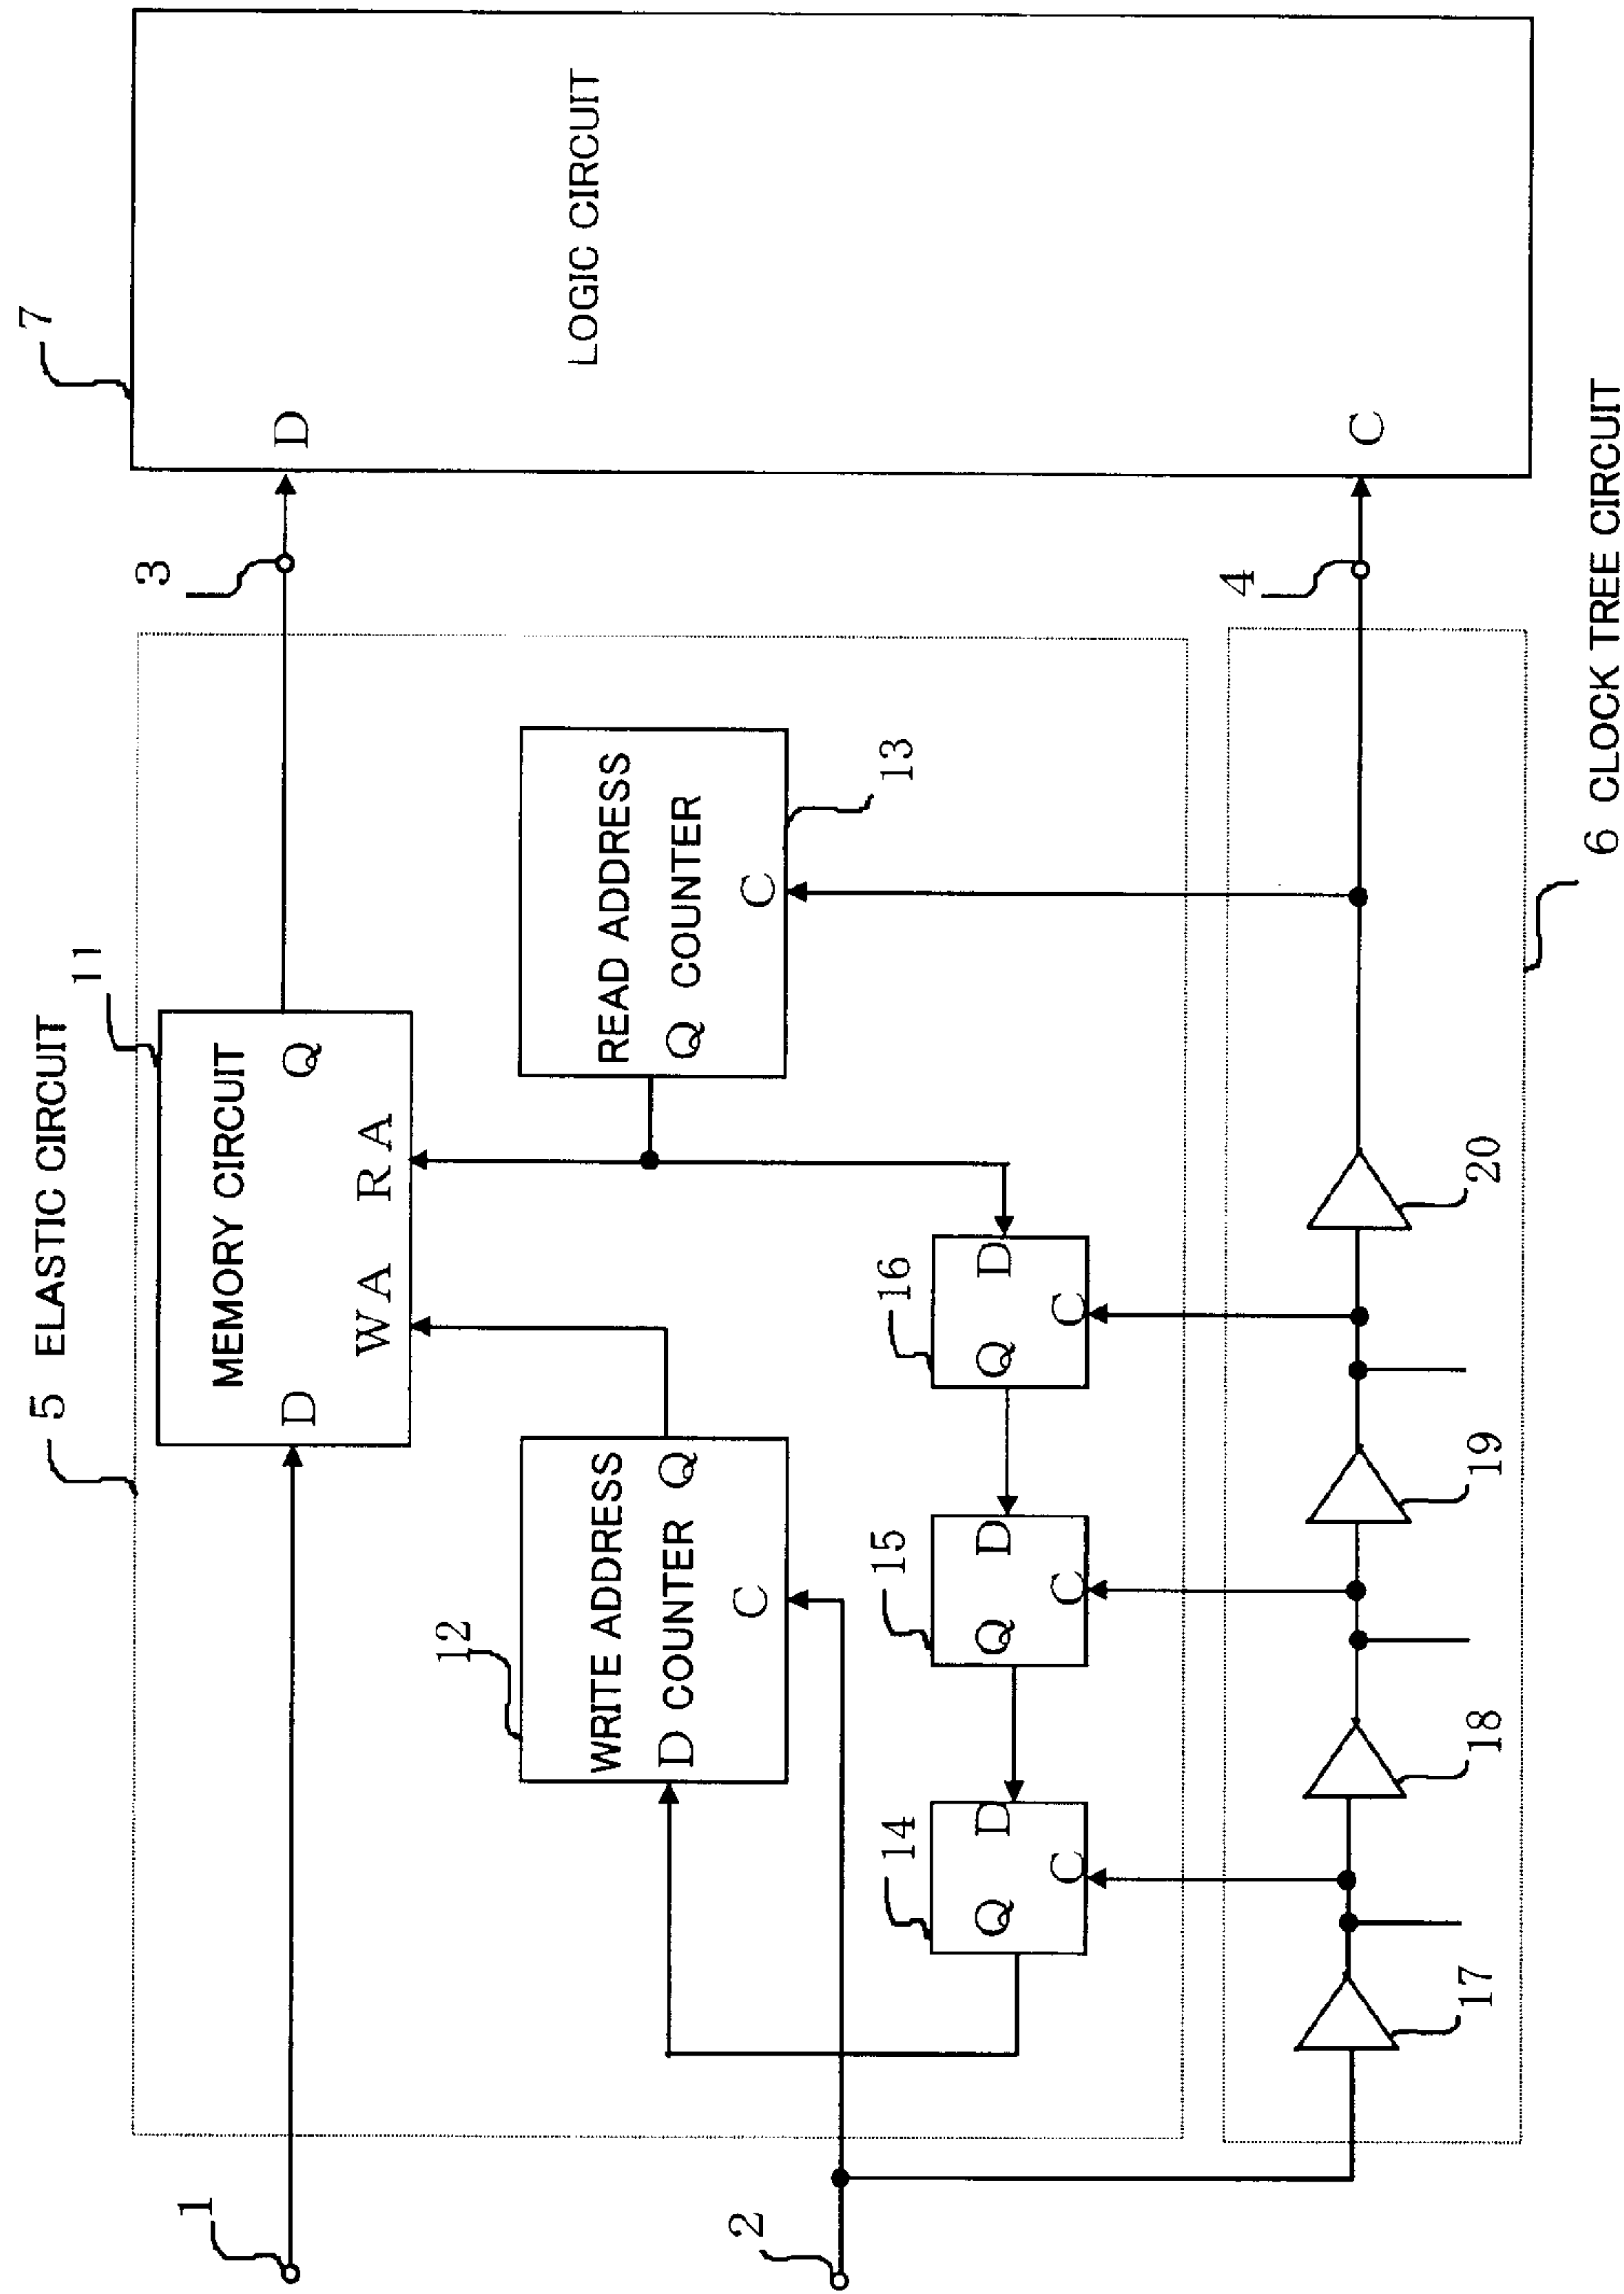 5 ELASTIC CIRCUIT
7
1
11
3
MEMORY CIRCUIT
D
Q
D
WA RA
LOGIC CIRCUIT
12
WRITE ADDRESS
D COUNTER Q
C
READ ADDRESS
Q COUNTER
C
13
2
14
15
16
Q D
C
Q D
C
Q D
C
4
C
17
18
19
20
6 CLOCK TREE CIRCUIT